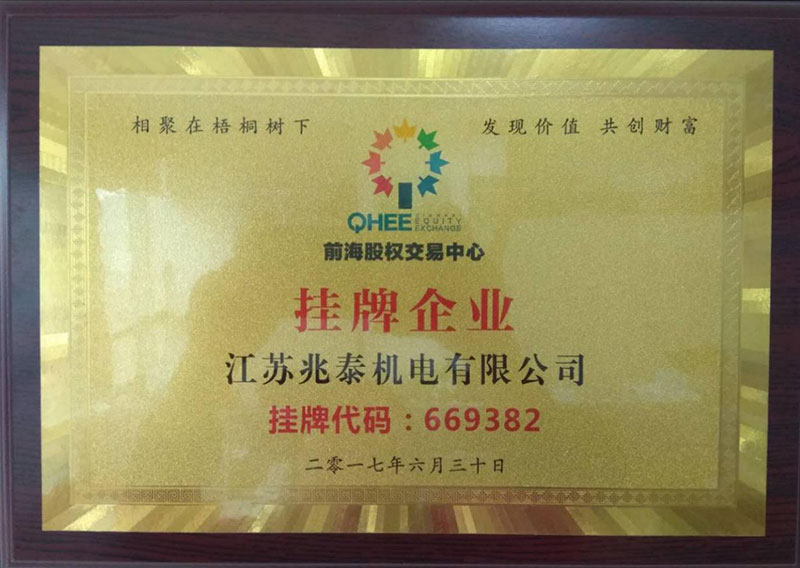 相聚在梧桐树下
发现价值 共创财富
QHEE
EQUITY
EXCHANGE
前海股权交易中心
挂牌企业
江苏兆泰机电有限公司
挂牌代码：669382
二零一七年六月三十日